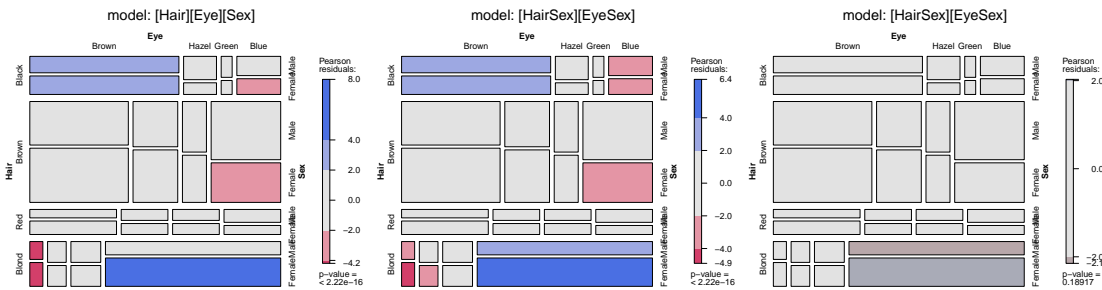 model: [Hair][Eye][Sex]
Eye
Brown Hazel Green Blue
Hair
Black
Brown
Red
Blond
Sex
Male
Female
Male
Female
Male
Female
Male
Female
Pearson
residuals:
8.0
4.0
2.0
0.0
−2.0
−4.2
p−value =
< 2.22e−16
model: [HairSex][EyeSex]
Eye
Brown Hazel Green Blue
Hair
Black
Brown
Red
Blond
Sex
Male
Female
Male
Female
Male
Female
Male
Female
Pearson
residuals:
6.4
4.0
2.0
0.0
−2.0
−4.0
−4.9
p−value =
< 2.22e−16
model: [HairSex][EyeSex]
Eye
Brown Hazel Green Blue
Hair
Black
Brown
Red
Blond
Sex
Male
Female
Male
Female
Male
Female
Male
Female
Pearson
residuals:
0.0
p−value =
0.18917